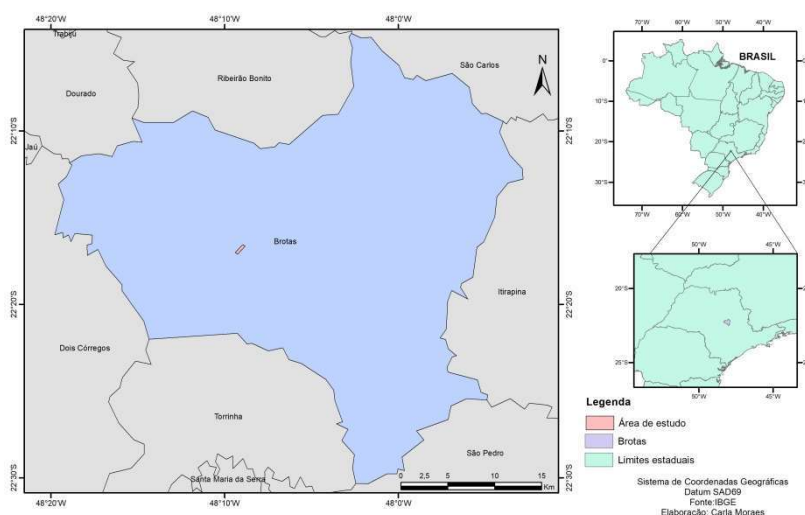 48°20'W 48°10'W 48°0'W
Trabijú
São Carlos
Ribeirão Bonito
Dourado
N
22°10'S
22°10'S
Jaú
Brotas
Itirapina
22°20'S
22°20'S
Dois Córregos
Torrinha
São Pedro
Santa Maria da Serra
0 2,5 5 10 15
Km
22°30'S
22°30'S
48°20'W 48°10'W 48°0'W
70°W 60°W 50°W 40°W
BRASIL
0°
10°S
20°S
30°S
70°W 60°W 50°W 40°W
50°W 45°W
20°S
25°S
50°W 45°W
Legenda
Área de estudo
Brotas
Limites estaduais
Sistema de Coordenadas Geográficas
Datum SAD69
Fonte:IBGE
Elaboração: Carla Moraes